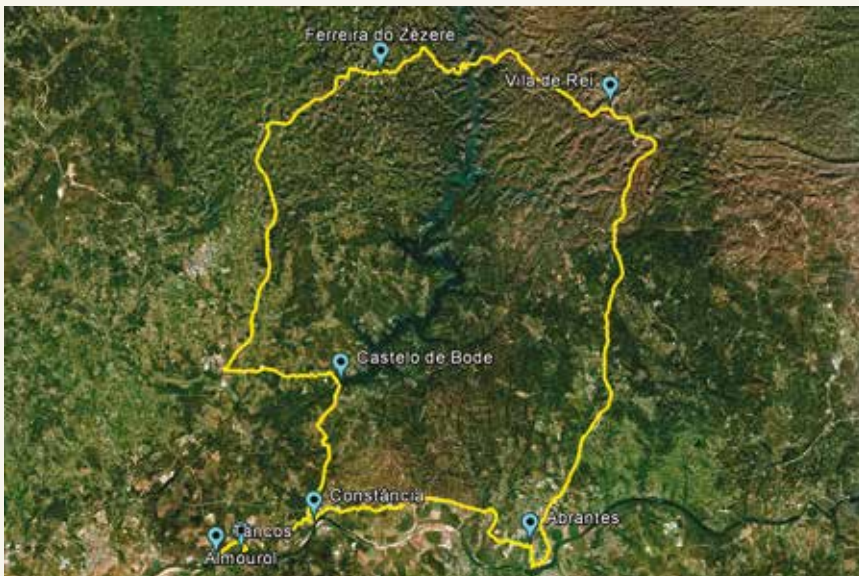 Ferreira do Zêzere
Vila de Rei
Castelo de Bode
Constância
Abrantes
Tancos
Almourol